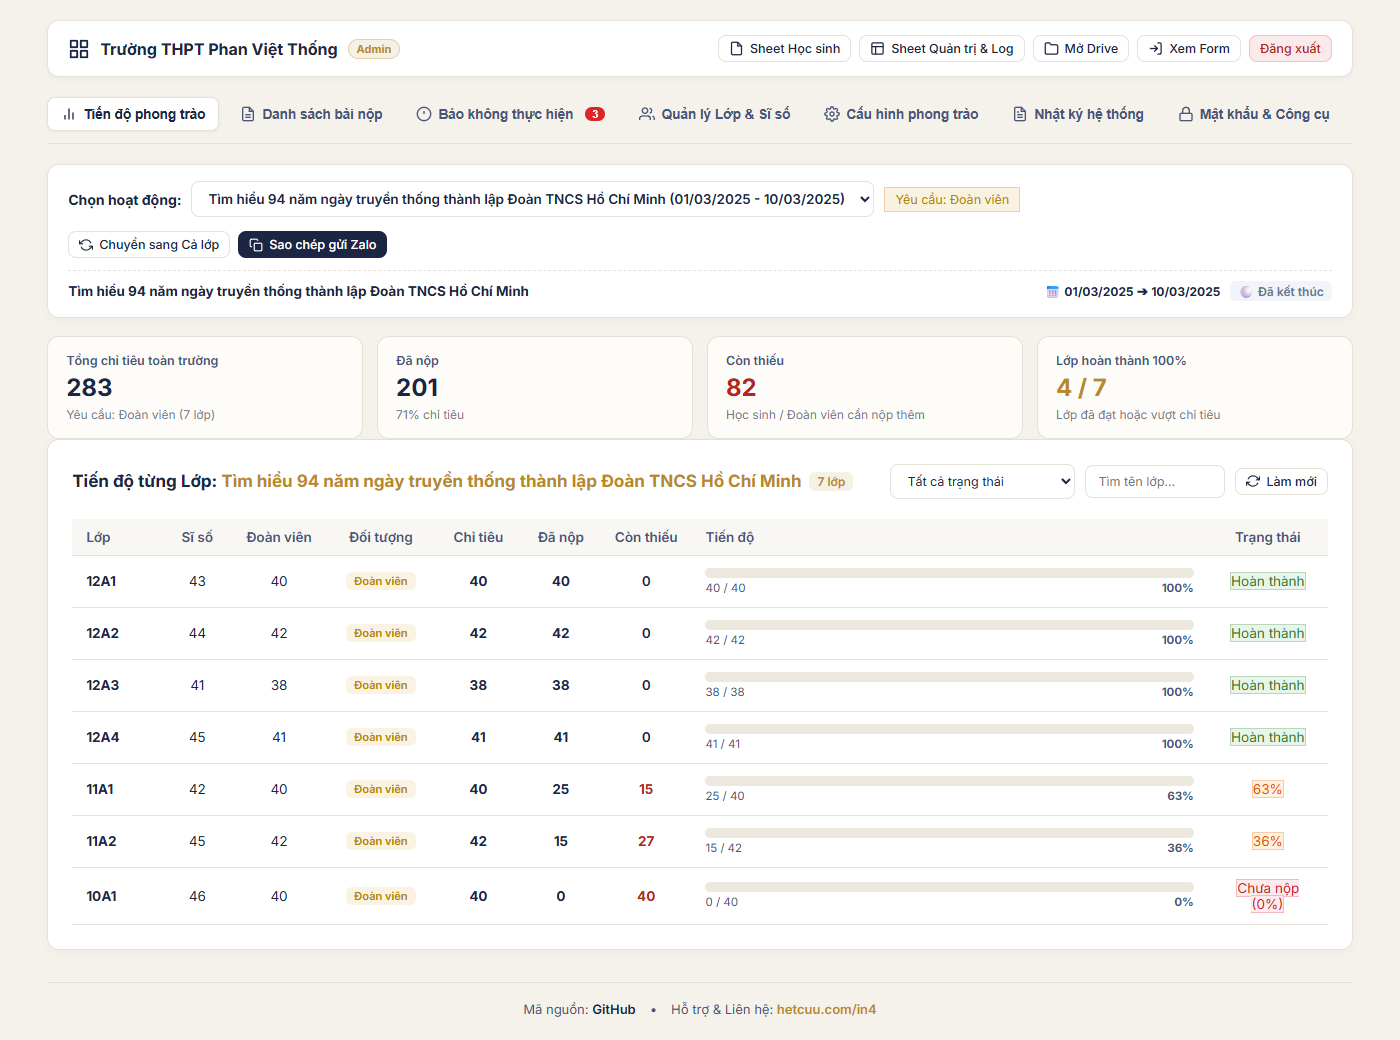 Trường THPT Phan Việt Thống Admin
Sheet Học sinh Sheet Quản trị & Log Mở Drive Xem Form Đăng xuất
Tiến độ phong trào Danh sách bài nộp Báo không thực hiện 3 Quản lý Lớp & Sĩ số Cấu hình phong trào Nhật ký hệ thống Mật khẩu & Công cụ
Chọn hoạt động: Tìm hiểu 94 năm ngày truyền thống thành lập Đoàn TNCS Hồ Chí Minh (01/03/2025 - 10/03/2025) Yêu cầu: Đoàn viên
Chuyển sang Cả lớp Sao chép gửi Zalo
Tìm hiểu 94 năm ngày truyền thống thành lập Đoàn TNCS Hồ Chí Minh 01/03/2025 ➔ 10/03/2025 Đã kết thúc
Tổng chỉ tiêu toàn trường
283
Yêu cầu: Đoàn viên (7 lớp)
Đã nộp
201
71% chỉ tiêu
Còn thiếu
82
Học sinh / Đoàn viên cần nộp thêm
Lớp hoàn thành 100%
4 / 7
Lớp đã đạt hoặc vượt chỉ tiêu
Tiến độ từng Lớp: Tìm hiểu 94 năm ngày truyền thống thành lập Đoàn TNCS Hồ Chí Minh 7 lớp Tất cả trạng thái Tìm tên lớp... Làm mới
Lớp Sĩ số Đoàn viên Đối tượng Chỉ tiêu Đã nộp Còn thiếu Tiến độ Trạng thái
12A1 43 40 Đoàn viên 40 40 0 40 / 40 100% Hoàn thành
12A2 44 42 Đoàn viên 42 42 0 42 / 42 100% Hoàn thành
12A3 41 38 Đoàn viên 38 38 0 38 / 38 100% Hoàn thành
12A4 45 41 Đoàn viên 41 41 0 41 / 41 100% Hoàn thành
11A1 42 40 Đoàn viên 40 25 15 25 / 40 63% 63%
11A2 45 42 Đoàn viên 42 15 27 15 / 42 36% 36%
10A1 46 40 Đoàn viên 40 0 40 0 / 40 0% Chưa nộp
(0%)
Mã nguồn: GitHub • Hỗ trợ & Liên hệ: hetcuu.com/in4